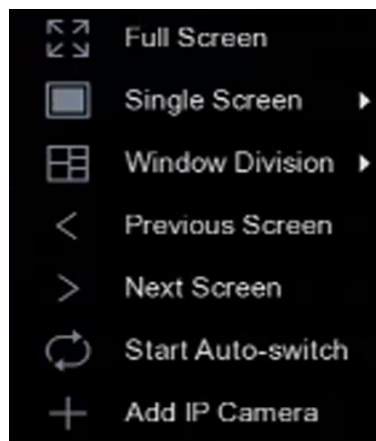 Full Screen
Single Screen
Window Division
Previous Screen
Next Screen
Start Auto-switch
Add IP Camera